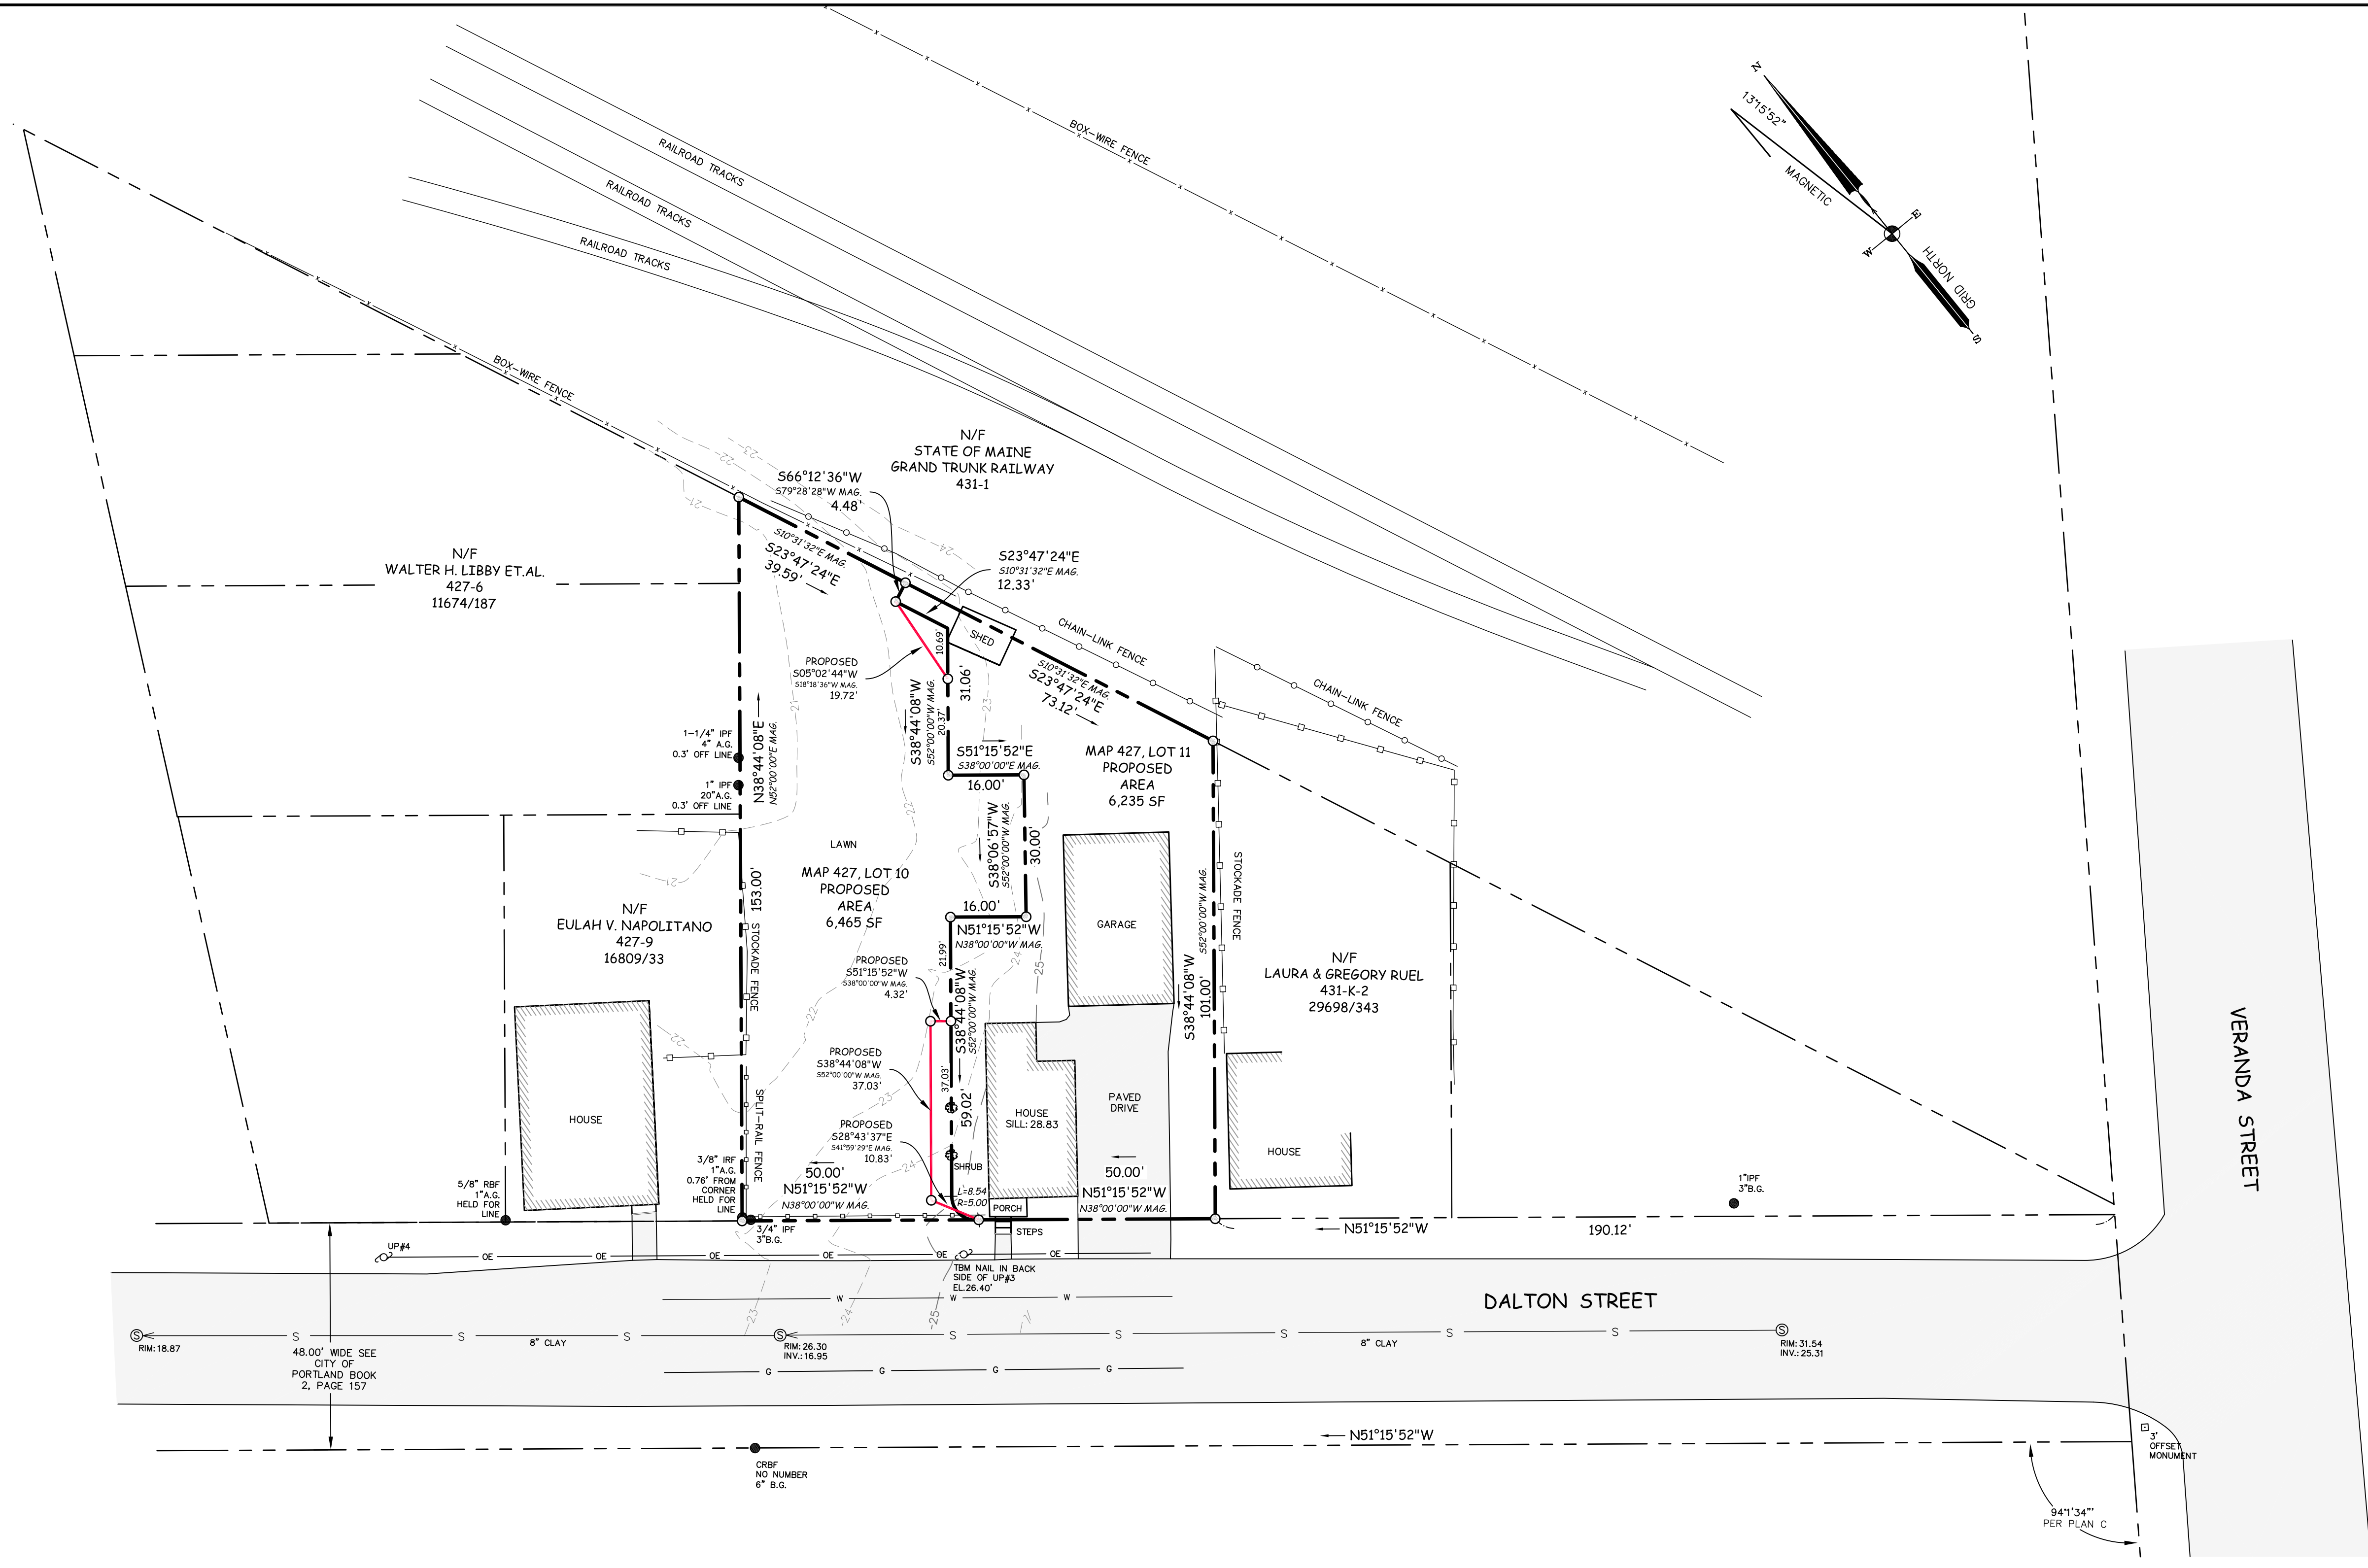 BOX-WIRE FENCE
RAILROAD TRACKS
RAILROAD TRACKS
RAILROAD TRACKS
N
13°15'52"
MAGNETIC
E
W
GRID NORTH
S
BOX-WIRE FENCE
N/F
STATE OF MAINE
GRAND TRUNK RAILWAY
431-1
23
22
21
24
S66°12'36"W
S79°28'28"W MAG.
4.48'
S10°31'32"E MAG.
S23°47'24"E
39.59'
S23°47'24"E
S10°31'32"E MAG.
12.33'
SHED
CHAIN-LINK FENCE
CHAIN-LINK FENCE
N/F
WALTER H. LIBBY ET.AL.
427-6
11674/187
PROPOSED
S05°02'44"W
S18°18'36"W MAG.
19.72'
10.69'
31.06'
S38°44'08"W
S52°00'00"W MAG.
20.37'
21
23
S10°31'32"E MAG.
S23°47'24"E
73.12'
1-1/4" IPF
4" A.G.
0.3' OFF LINE
1" IPF
20"A.G.
0.3' OFF LINE
N38°44'08"E
N52°00'00"E MAG.
153.00'
S51°15'52"E
S38°00'00"E MAG.
16.00'
MAP 427, LOT 11
PROPOSED
AREA
6,235 SF
22
S38°06'57"W
S52°00'00"W MAG.
30.00'
LAWN
MAP 427, LOT 10
PROPOSED
AREA
6,465 SF
21
16.00'
N51°15'52"W
N38°00'00"W MAG.
24
25
GARAGE
STOCKADE FENCE
S38°44'08"W
S52°00'00"W MAG.
101.00'
N/F
EULAH V. NAPOLITANO
427-9
16809/33
STOCKADE FENCE
N/F
LAURA & GREGORY RUEL
431-K-2
29698/343
PROPOSED
S51°15'52"W
S38°00'00"W MAG.
4.32'
21.99'
S38°44'08"W
S52°00'00"W MAG.
59.02'
37.03'
22
22
PROPOSED
S38°44'08"W
S52°00'00"W MAG.
37.03'
23
HOUSE
HOUSE
SILL: 28.83
PAVED
DRIVE
HOUSE
SPLIT-RAIL FENCE
PROPOSED
S28°43'37"E
S41°59'29"E MAG.
10.83'
24
SHRUB
L=8.54
R=5.00
PORCH
STEPS
50.00'
N51°15'52"W
N38°00'00"W MAG.
50.00'
N51°15'52"W
N38°00'00"W MAG.
3/8" IRF
1"A.G.
0.76' FROM
CORNER
HELD FOR
LINE
5/8" RBF
1"A.G.
HELD FOR
LINE
3/4" IPF
3"B.G.
1"IPF
3"B.G.
N51°15'52"W
190.12'
VERANDA STREET
UP#4
OE OE OE OE OE OE
TBM NAIL IN BACK
SIDE OF UP#3
EL.26.40'
W W W
23
24
25
DALTON STREET
S S S S S S S S S S
RIM:18.87
8" CLAY
RIM:26.30
INV.:16.95
8" CLAY
RIM:31.54
INV.:25.31
G G G G
48.00' WIDE SEE
CITY OF
PORTLAND BOOK
2, PAGE 157
N51°15'52"W
CRBF
NO NUMBER
6" B.G.
3'
OFFSET
MONUMENT
94°1'34"'
PER PLAN C